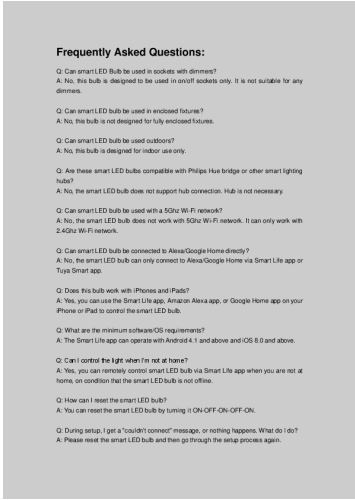 Frequently Asked Questions:
Q: Can smart LED Bulb be used in sockets with dimmers?
A: No, this bulb is designed to be used in on/off sockets only. It is not suitable for any
dimmers.
Q: Can smart LED bulb be used in enclosed fixtures?
A: No, this bulb is not designed for fully enclosed fixtures.
Q: Can smart LED bulb be used outdoors?
A: No, this bulb is designed for indoor use only.
Q: Are these smart LED bulbs compatible with Philips Hue bridge or other smart lighting
hubs?
A: No, the smart LED bulb does not support hub connection. Hub is not necessary.
Q: Can smart LED bulb be used with a 5Ghz Wi-Fi network?
A: No, the smart LED bulb does not work with 5Ghz Wi-Fi network. It can only work with
2.4Ghz Wi-Fi network.
Q: Can smart LED bulb be connected to Alexa/Google Home directly?
A: No, the smart LED bulb can only connect to Alexa/Google Home via Smart Life app or
Tuya Smart app.
Q: Does this bulb work with iPhones and iPads?
A: Yes, you can use the Smart Life app, Amazon Alexa app, or Google Home app on your
iPhone or iPad to control the smart LED bulb.
Q: What are the minimum software/OS requirements?
A: The Smart Life app can operate with Android 4.1 and above and iOS 8.0 and above.
Q: Can I control the light when I'm not at home?
A: Yes, you can remotely control smart LED bulb via Smart Life app when you are not at
home, on condition that the smart LED bulb is not offline.
Q: How can I reset the smart LED bulb?
A: You can reset the smart LED bulb by turning it ON-OFF-ON-OFF-ON.
Q: During setup, I get a "couldn't connect" message, or nothing happens. What do I do?
A: Please reset the smart LED bulb and then go through the setup process again.